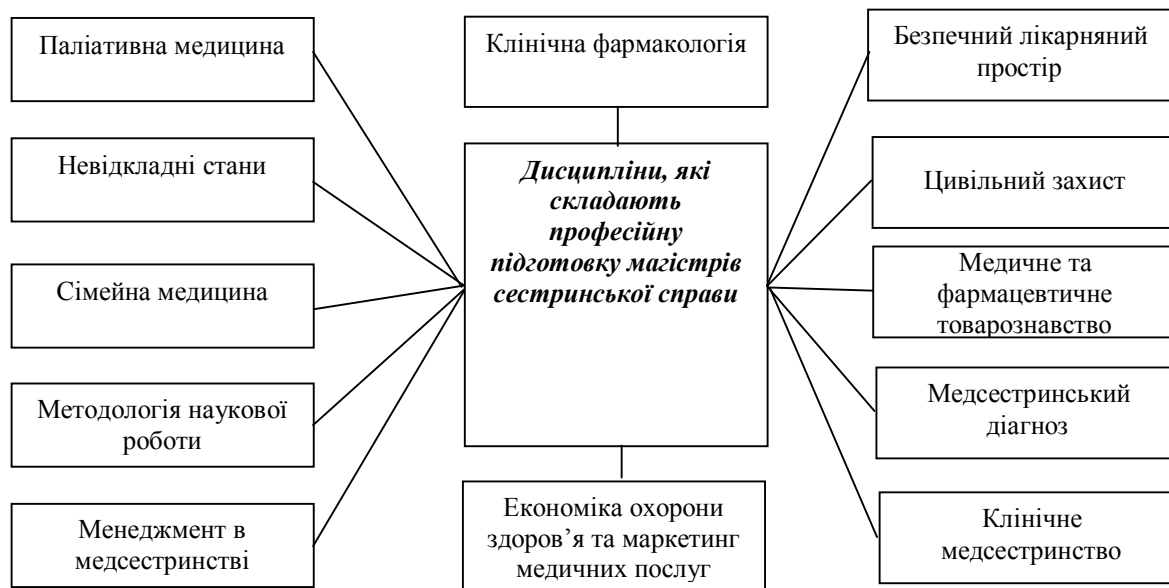 Паліативна медицина
Клінічна фармакологія
Безпечний лікарняний
простір
Невідкладні стани
Дисципліни, які
складають
професійну
підготовку магістрів
сестринської справи
Цивільний захист
Сімейна медицина
Медичне та
фармацевтичне
товарознавство
Методологія наукової
роботи
Медсестринський
діагноз
Менеджмент в
медсестринстві
Економіка охорони
здоров’я та маркетинг
медичних послуг
Клінічне
медсестринство